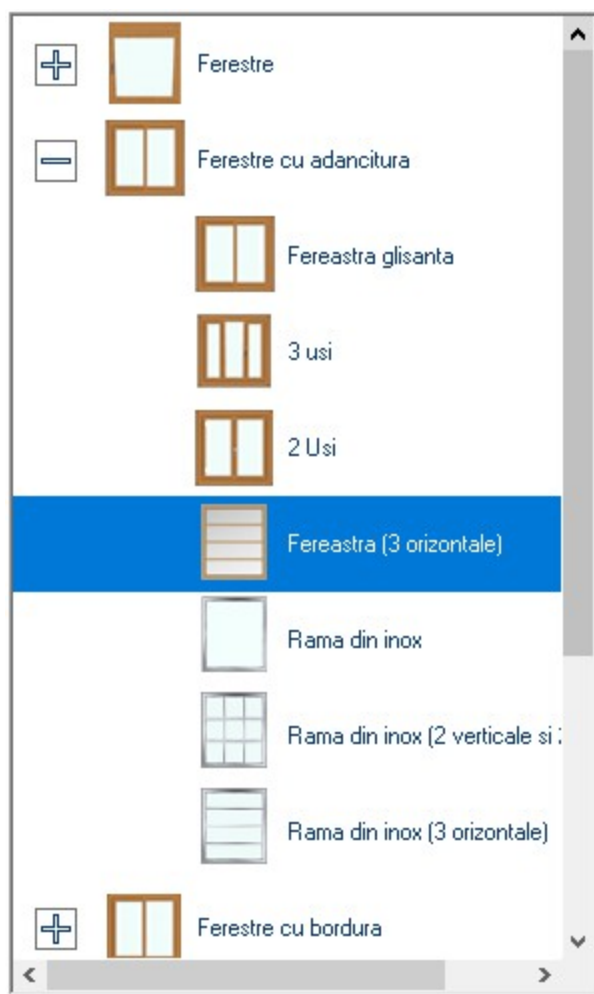 Ferestre
Ferestre cu adancitura
Fereastra glisanta
3 usi
2 Usi
Fereastra (3 orizontale)
Rama din inox
Rama din inox (2 verticale si
Rama din inox (3 orizontale)
Ferestre cu bordura